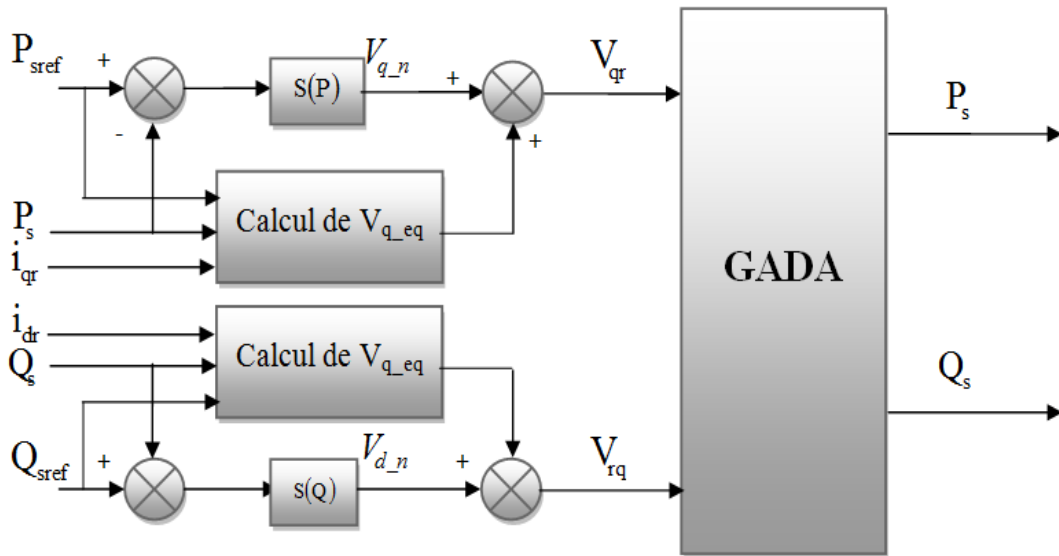 P_sref
+
-
S(P)
V_q_n
+
+
V_qr
P_s
i_qr
Calcul de V_q_eq
GADA
P_s
Q_s
i_dr
Q_s
Calcul de V_q_eq
Q_sref
+
S(Q)
V_d_n
+
V_rq